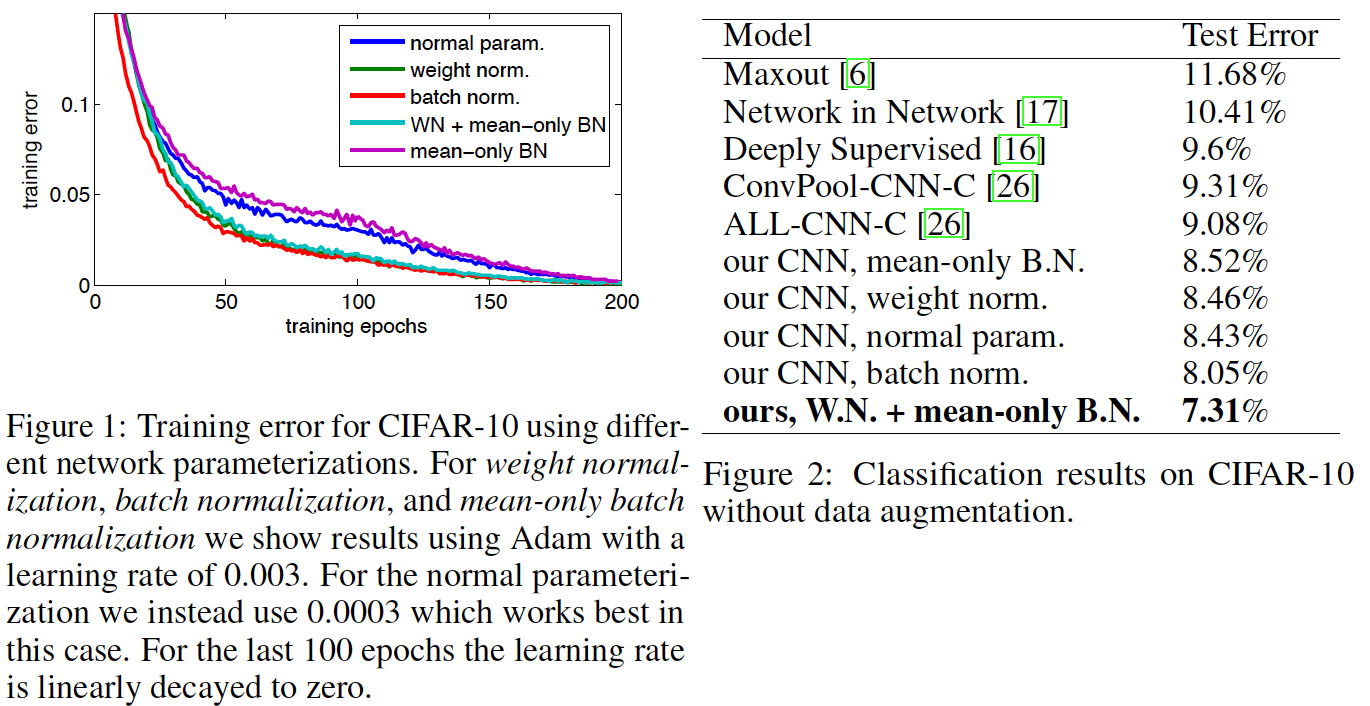 0.1
0.05
0
0
50
100
150
200
training error
training epochs
normal param.
weight norm.
batch norm.
WN + mean−only BN
mean−only BN
Figure 1: Training error for CIFAR-10 using differ-
ent network parameterizations. For weight normal-
ization, batch normalization, and mean-only batch
normalization we show results using Adam with a
learning rate of 0.003. For the normal parameteri-
zation we instead use 0.0003 which works best in
this case. For the last 100 epochs the learning rate
is linearly decayed to zero.
Model Test Error
Maxout [6] 11.68%
Network in Network [17] 10.41%
Deeply Supervised [16] 9.6%
ConvPool-CNN-C [26] 9.31%
ALL-CNN-C [26] 9.08%
our CNN, mean-only B.N. 8.52%
our CNN, weight norm. 8.46%
our CNN, normal param. 8.43%
our CNN, batch norm. 8.05%
ours, W.N. + mean-only B.N. 7.31%
Figure 2: Classification results on CIFAR-10
without data augmentation.